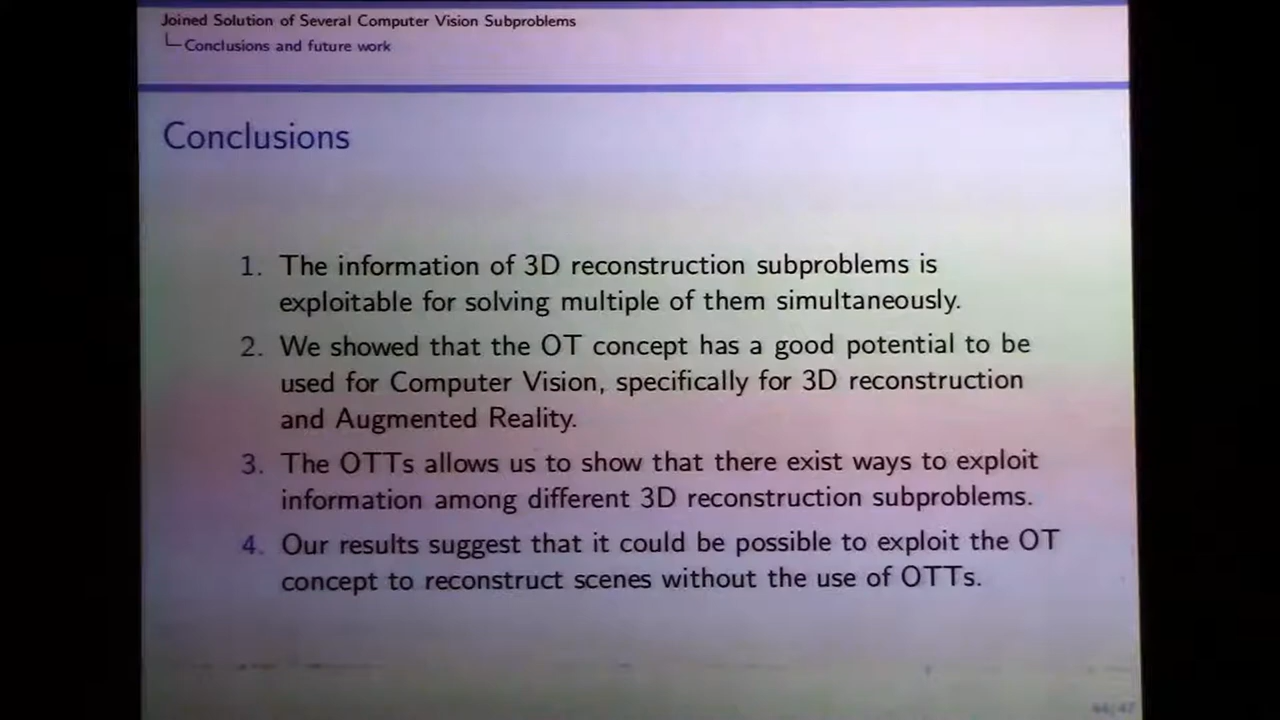 Joined Solution of Several Computer Vision Subproblems
Conclusions and future work
Conclusions
1. The information of 3D reconstruction subproblems is
exploitable for solving multiple of them simultaneously.
2. We showed that the OT concept has a good potential to be
used for Computer Vision, specifically for 3D reconstruction
and Augmented Reality.
3. The OTTs allows us to show that there exist ways to exploit
information among different 3D reconstruction subproblems.
4. Our results suggest that it could be possible to exploit the OT
concept to reconstruct scenes without the use of OTTs.